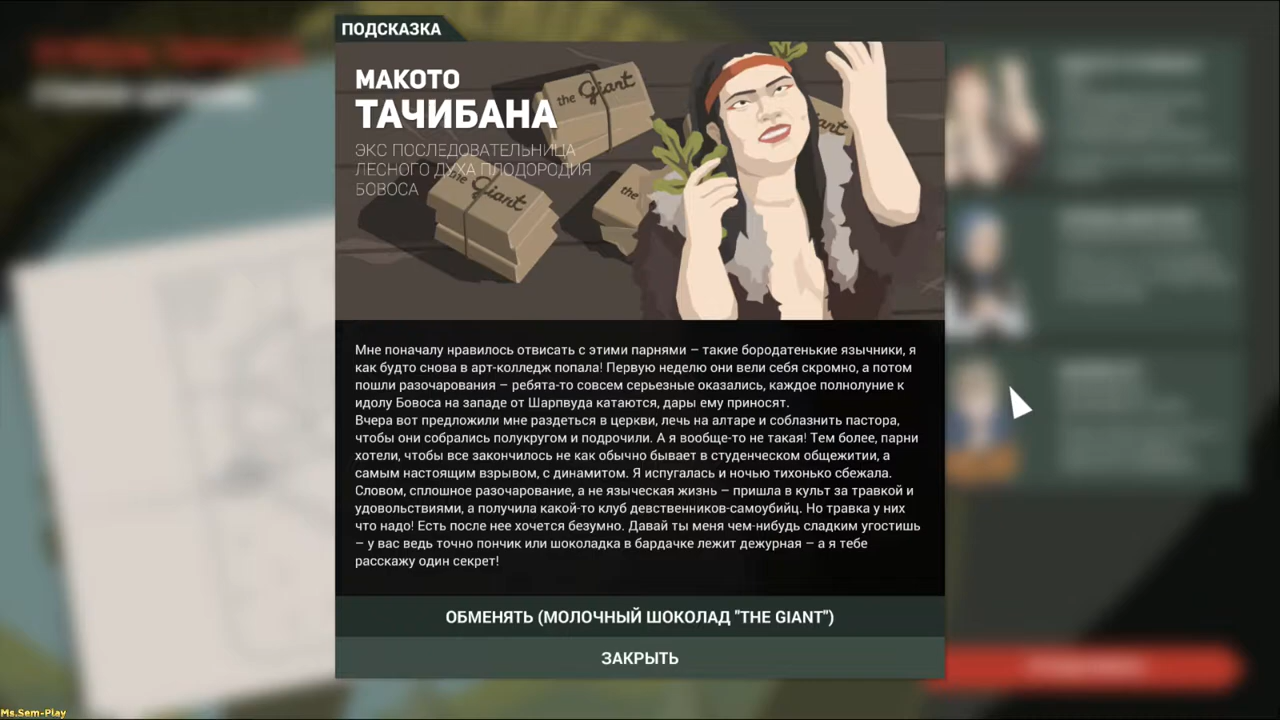 ПОДСКАЗКА
МАКОТО
ТАЧИБАНА
ЭКС ПОСЛЕДОВАТЕЛЬНИЦА
ЛЕСНОГО ДУХА ПЛОДОРОДИЯ
БОВОСА
the Giant
the Giant
the
ant
Мне поначалу нравилось отвисать с этими парнями – такие бородатенькие язычники, я
как будто снова в арт-колледж попала! Первую неделю они вели себя скромно, а потом
пошли разочарования – ребята-то совсем серьезные оказались, каждое полнолуние к
идолу Бовоса на западе от Шарпвуда катаются, дары ему приносят.
Вчера вот предложили мне раздеться в церкви, лечь на алтаре и соблазнить пастора,
чтобы они собрались полукругом и подрочили. А я вообще-то не такая! Тем более, парни
хотели, чтобы все закончилось не как обычно бывает в студенческом общежитии, а
самым настоящим взрывом, с динамитом. Я испугалась и ночью тихонько сбежала.
Словом, сплошное разочарование, а не языческая жизнь – пришла в культ за травкой и
удовольствиями, а получила какой-то клуб девственников-самоубийц. Но травка у них
что надо! Есть после нее хочется безумно. Давай ты меня чем-нибудь сладким угостишь
– у вас ведь точно пончик или шоколадка в бардачке лежит дежурная – а я тебе
расскажу один секрет!
ОБМЕНЯТЬ (МОЛОЧНЫЙ ШОКОЛАД "THE GIANT")
ЗАКРЫТЬ
Ms.Sem-Play